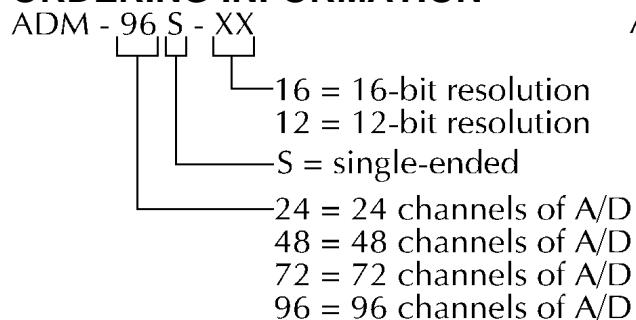 ADM - 96 S - XX
16 = 16-bit resolution
12 = 12-bit resolution
S = single-ended
24 = 24 channels of A/D
48 = 48 channels of A/D
72 = 72 channels of A/D
96 = 96 channels of A/D